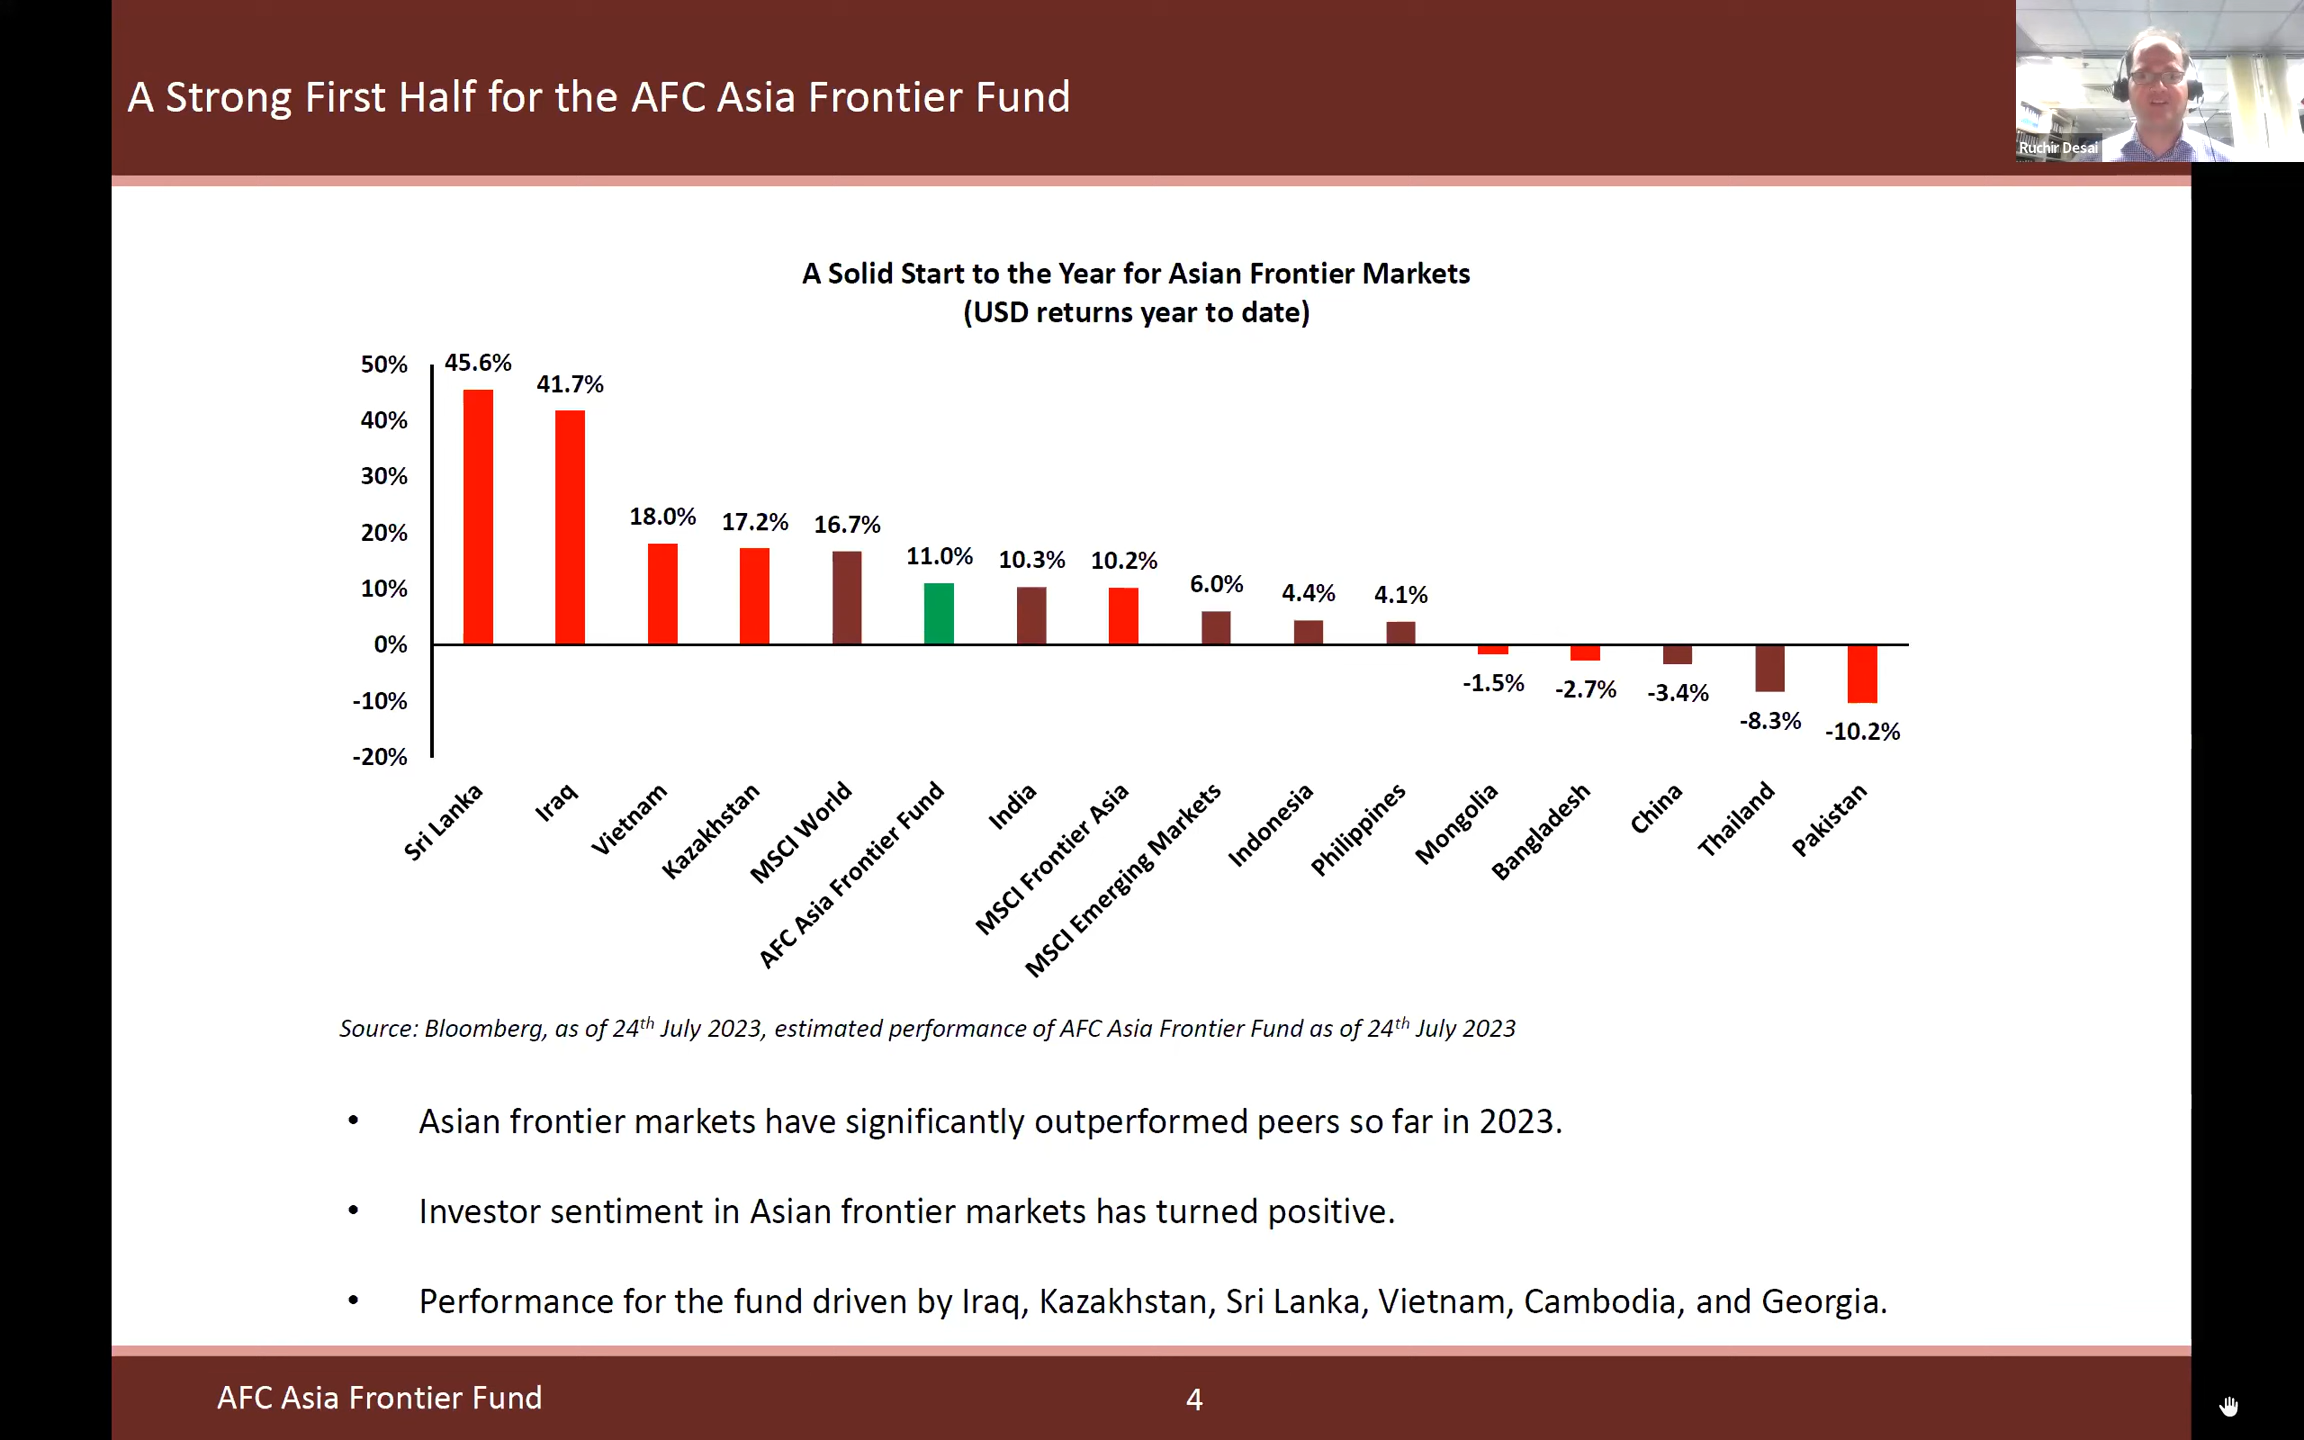 A Strong First Half for the AFC Asia Frontier Fund
Ruchir Desai
A Solid Start to the Year for Asian Frontier Markets
(USD returns year to date)
50%
40%
30%
20%
10%
0%
-10%
-20%
45.6%
41.7%
18.0%
17.2%
16.7%
11.0%
10.3%
10.2%
6.0%
4.4%
4.1%
-1.5%
-2.7%
-3.4%
-8.3%
-10.2%
Sri Lanka
Iraq
Vietnam
Kazakhstan
MSCI World
AFC Asia Frontier Fund
India
MSCI Frontier Asia
MSCI Emerging Markets
Indonesia
Philippines
Mongolia
Bangladesh
China
Thailand
Pakistan
Source: Bloomberg, as of 24th July 2023, estimated performance of AFC Asia Frontier Fund as of 24th July 2023
• Asian frontier markets have significantly outperformed peers so far in 2023.
• Investor sentiment in Asian frontier markets has turned positive.
• Performance for the fund driven by Iraq, Kazakhstan, Sri Lanka, Vietnam, Cambodia, and Georgia.
AFC Asia Frontier Fund
4